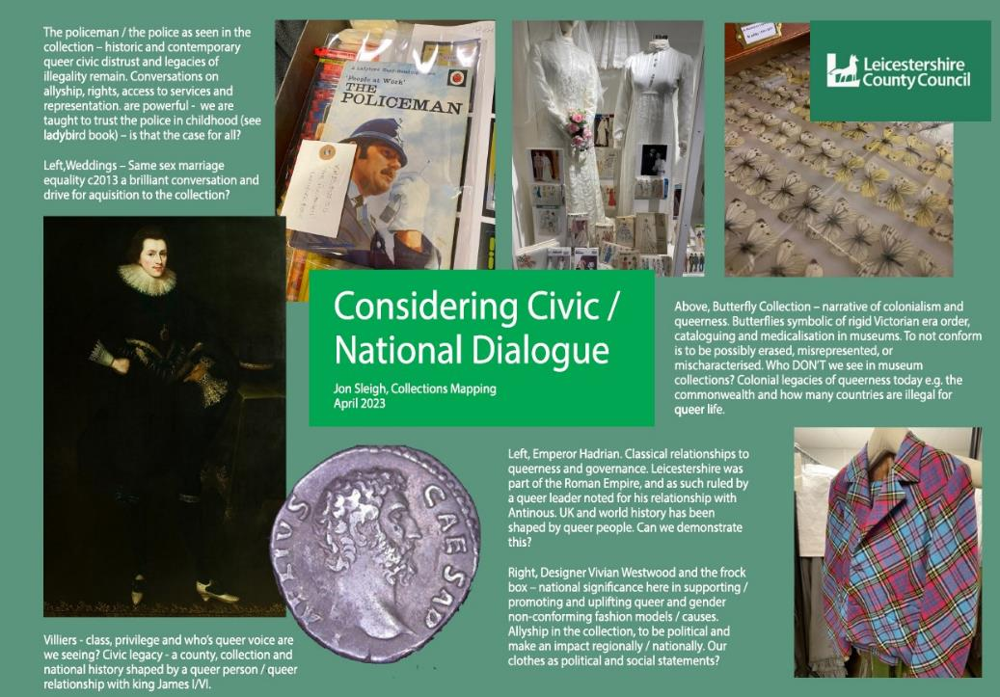 The policeman / the police as seen in the
collection – historic and contemporary
queer civic distrust and legacies of
illegality remain. Conversations on
allyship, rights, access to services and
representation. are powerful - we are
taught to trust the police in childhood (see
ladybird book) – is that the case for all?
Left,Weddings – Same sex marriage
equality c2013 a brilliant conversation and
drive for aquisition to the collection?
'People at Work'
THE
POLICEMAN
Leicestershire
County Council
Considering Civic /
National Dialogue
Jon Sleigh, Collections Mapping
April 2023
Above, Butterfly Collection – narrative of colonialism and
queerness. Butterflies symbolic of rigid Victorian era order,
cataloguing and medicalisation in museums. To not conform
is to be possibly erased, misrepresented, or
mischaracterised. Who DON'T we see in museum
collections? Colonial legacies of queerness today e.g. the
commonwealth and how many countries are illegal for
queer life.
Left, Emperor Hadrian. Classical relationships to
queerness and governance. Leicestershire was
part of the Roman Empire, and as such ruled by
a queer leader noted for his relationship with
Antinous. UK and world history has been
shaped by queer people. Can we demonstrate
this?
Right, Designer Vivian Westwood and the frock
box – national significance here in supporting /
promoting and uplifting queer and gender
non-conforming fashion models / causes.
Allyship in the collection, to be political and
make an impact regionally / nationally. Our
clothes as political and social statements?
CAESAR
Villiers - class, privilege and who's queer voice are
we seeing? Civic legacy - a county, collection and
national history shaped by a queer person / queer
relationship with king James I/VI.